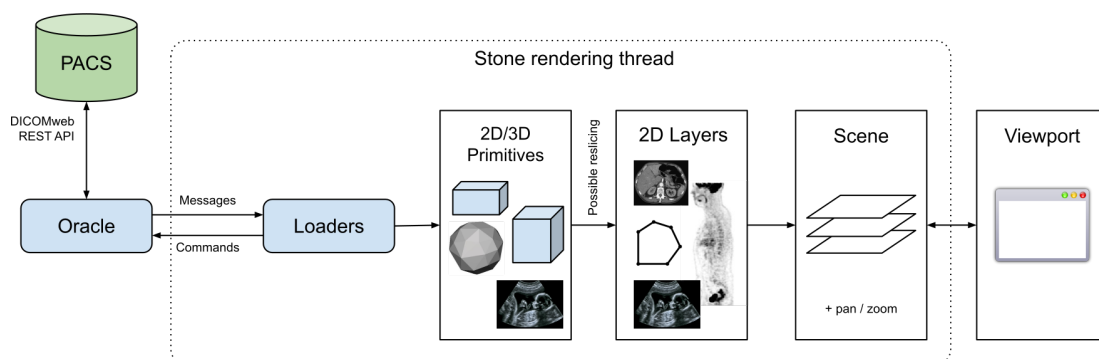 PACS
Stone rendering thread
DICOMweb
REST API
Oracle
Messages
Commands
Loaders
2D/3D
Primitives
Possible reslicing
2D Layers
Scene
+ pan / zoom
Viewport